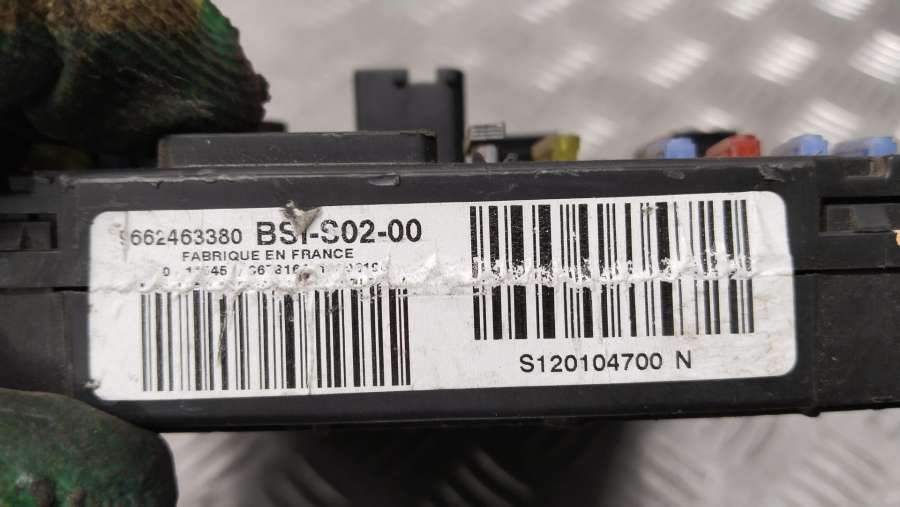 9662463380 BSI-S02-00
FABRIQUE EN FRANCE
S120104700 N